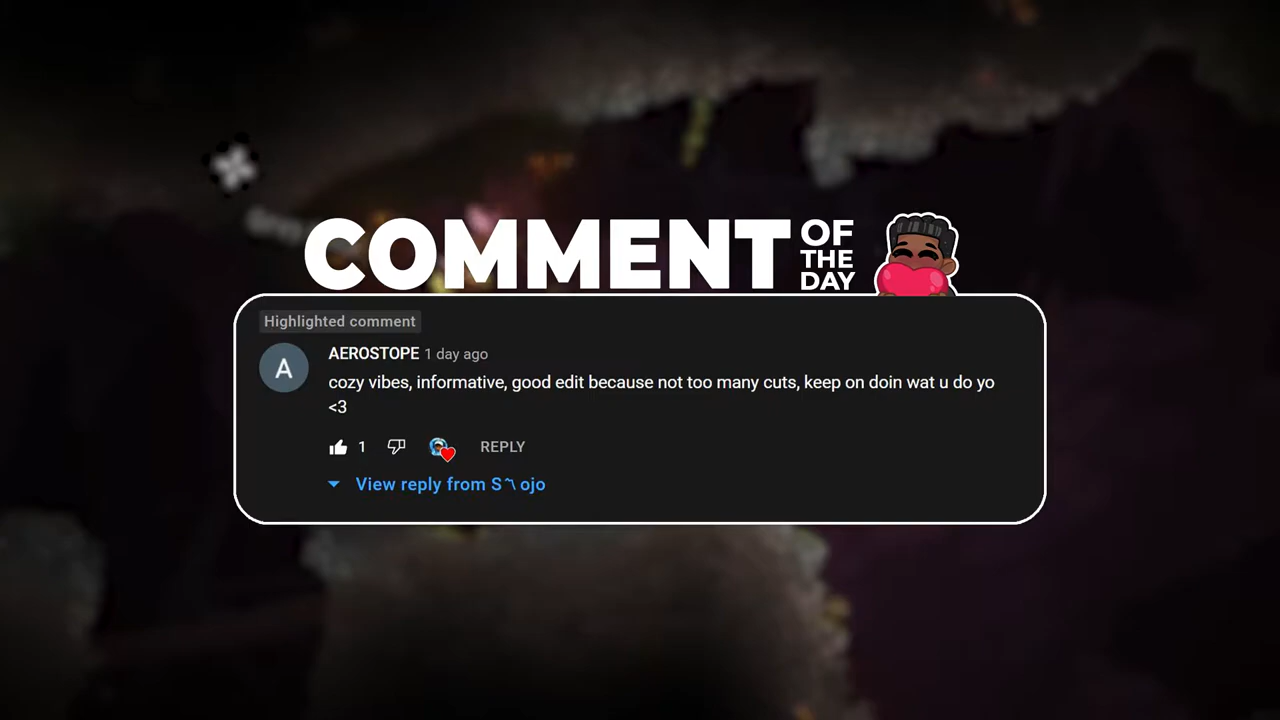 COMMENT
OF
THE
DAY
Highlighted comment
A
AEROSTOPE 1 day ago
cozy vibes, informative, good edit because not too many cuts, keep on doin wat u do yo
<3
1
REPLY
View reply from S〽ojo